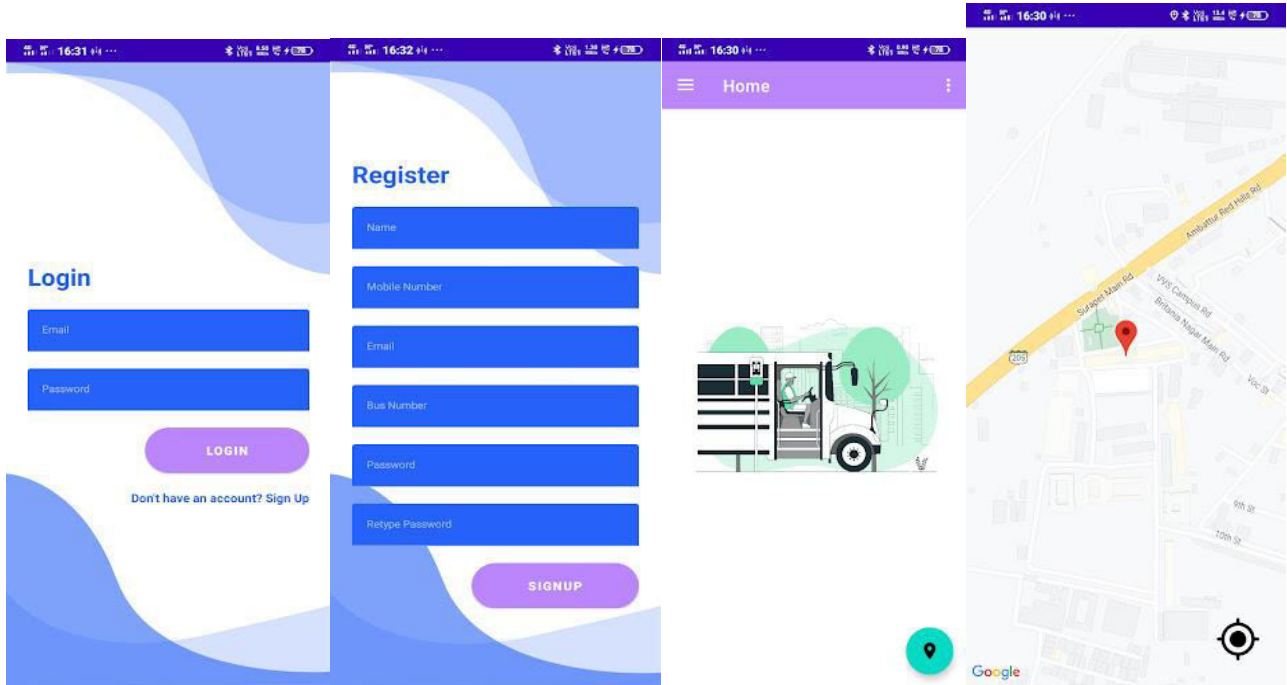 16:31
Login
Email
Password
LOGIN
Don't have an account? Sign Up
16:32
Register
Name
Mobile Number
Email
Bus Number
Password
Retype Password
SIGNUP
16:30
Home
16:30
Ambattur Red Hills Rd
Surapet Main Rd
VVS Campus Rd
Britania Nagar Main Rd
Voc St
205
9th St
10th St
Google